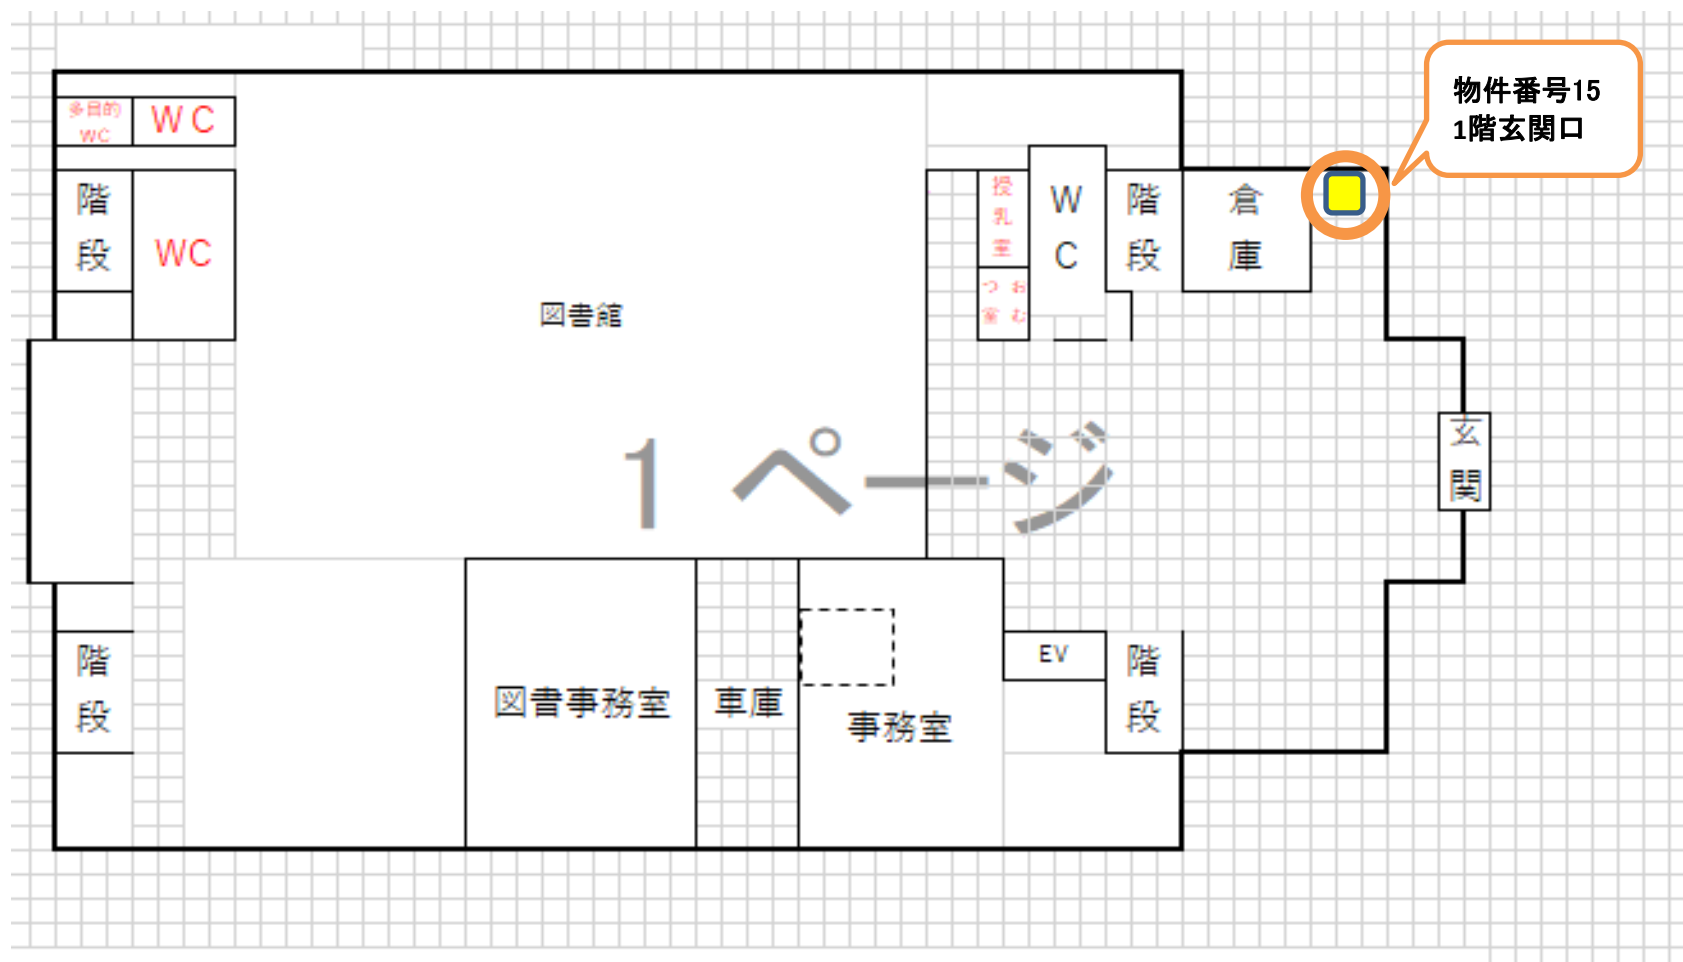 物件番号15
1階玄関口
多目的
WC
ＷＣ
階段
WC
図書館
授乳室
おむ
つ室
WC
階段
倉庫
玄関
1 ページ
階段
図書事務室
車庫
事務室
EV
階段